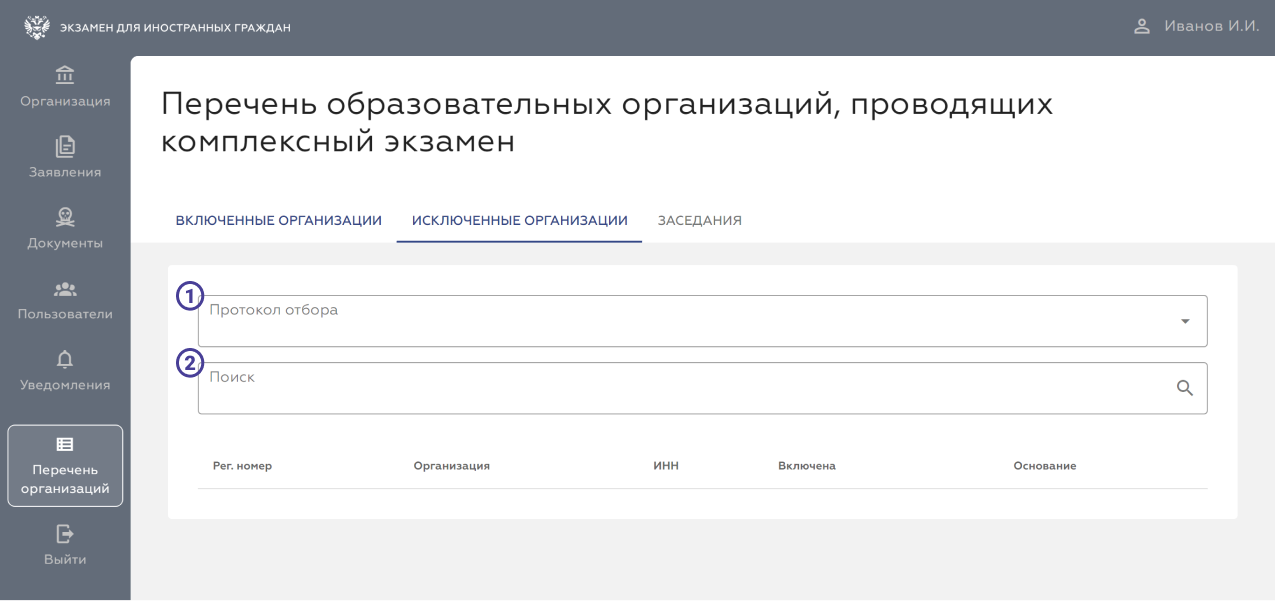 ЭКЗАМЕН ДЛЯ ИНОСТРАННЫХ ГРАЖДАН
Иванов И.И.
Организация
Заявления
Документы
Пользователи
Уведомления
Перечень
организаций
Выйти
Перечень образовательных организаций, проводящих
комплексный экзамен
ВКЛЮЧЕННЫЕ ОРГАНИЗАЦИИ ИСКЛЮЧЕННЫЕ ОРГАНИЗАЦИИ ЗАСЕДАНИЯ
1
Протокол отбора
2
Поиск
Рег. номер Организация ИНН Включена Основание